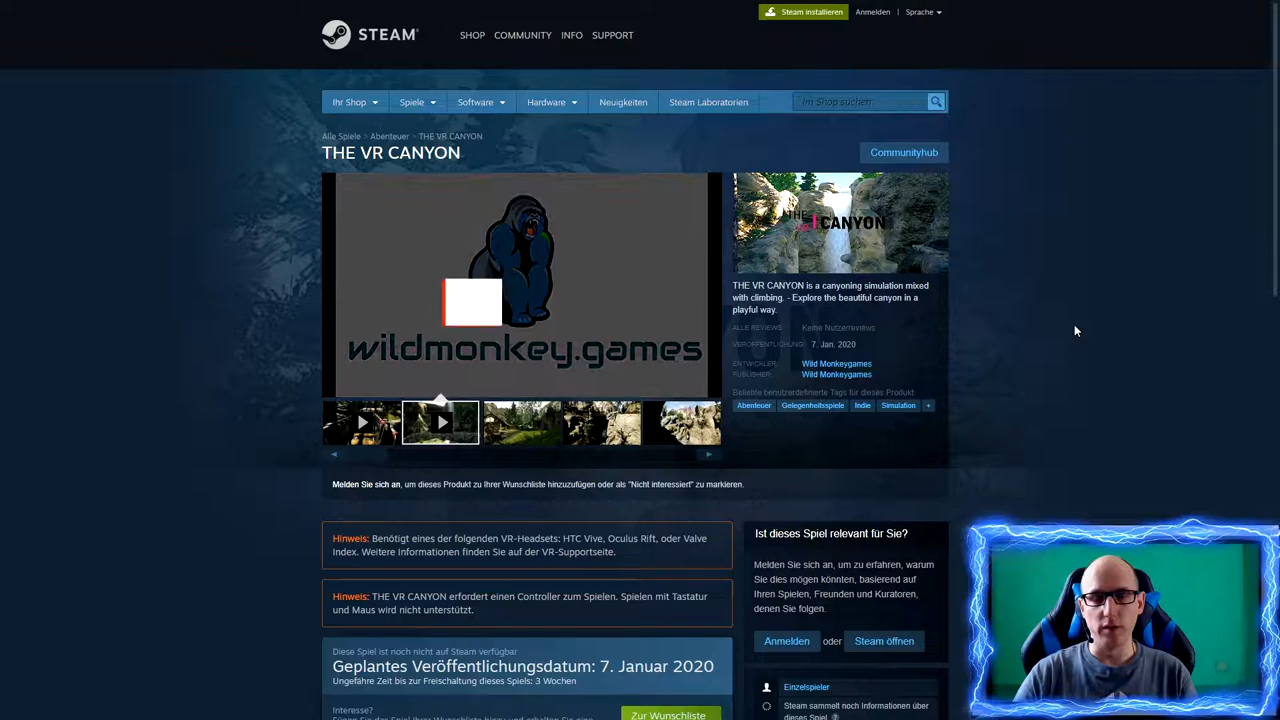 Steam installieren
Anmelden | Sprache
STEAM
SHOP COMMUNITY INFO SUPPORT
Ihr Shop Spiele Software Hardware Neuigkeiten Steam Laboratorien Im Shop suchen
Alle Spiele > Abenteuer > THE VR CANYON
THE VR CANYON
Communityhub
wildmonkey.games
THE VR CANYON
THE VR CANYON is a canyoning simulation mixed
with climbing. - Explore the beautiful canyon in a
playful way.
ALLE REVIEWS: Keine Nutzerreviews
VERÖFFENTLICHUNG: 7. Jan. 2020
ENTWICKLER: Wild Monkeygames
PUBLISHER: Wild Monkeygames
Beliebte benutzerdefinierte Tags für dieses Produkt
Abenteuer Gelegenheitsspiele Indie Simulation +
Melden Sie sich an, um dieses Produkt zu Ihrer Wunschliste hinzuzufügen oder als "Nicht interessiert" zu markieren.
Hinweis: Benötigt eines der folgenden VR-Headsets: HTC Vive, Oculus Rift, oder Valve
Index. Weitere Informationen finden Sie auf der VR-Supportseite.
Hinweis: THE VR CANYON erfordert einen Controller zum Spielen. Spielen mit Tastatur
und Maus wird nicht unterstützt.
Diese Spiel ist noch nicht auf Steam verfügbar
Geplantes Veröffentlichungsdatum: 7. Januar 2020
Ungefähre Zeit bis zur Freischaltung dieses Spiels: 3 Wochen
Interesse?
Zur Wunschliste
Ist dieses Spiel relevant für Sie?
Melden Sie sich an, um zu erfahren, warum
Sie dies mögen könnten, basierend auf
Ihren Spielen, Freunden und Kuratoren,
denen Sie folgen.
Anmelden oder Steam öffnen
Einzelspieler
Steam sammelt noch Informationen über
dieses Spiel